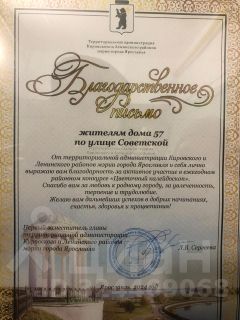 Территориальная администрация
Кировского и Ленинского районов
мэрии города Ярославля
Благодарственное
письмо
жителям дома 57
по улице Советской
От территориальной администрации Кировского и
Ленинского районов мэрии города Ярославля и себя лично
выражаю вам благодарность за активное участие в ежегодном
районном конкурсе «Цветочный калейдоскоп».
Спасибо вам за любовь к родному городу, за увлеченность,
терпение и трудолюбие.
Желаю вам дальнейших успехов в добрых начинаниях,
счастья, здоровья и процветания!
Первый заместитель главы
территориальной администрации
Кировского и Ленинского районов
мэрии города Ярославля
Л.В. Сергеева
Ярославль, 2024 год